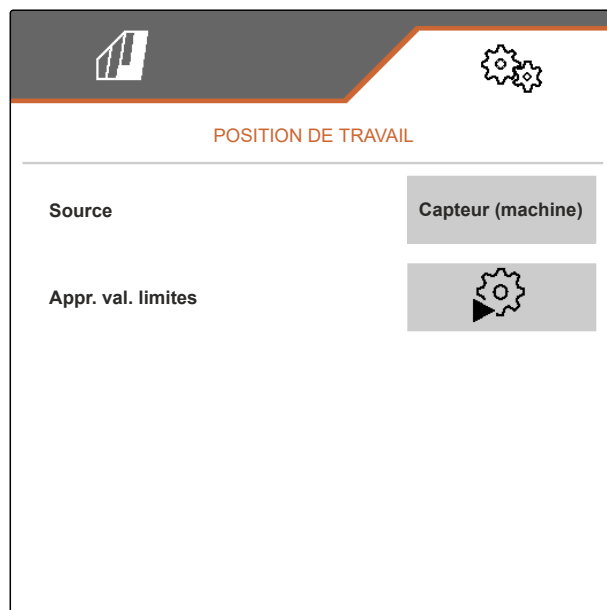 POSITION DE TRAVAIL
Source
Capteur (machine)
Appr. val. limites